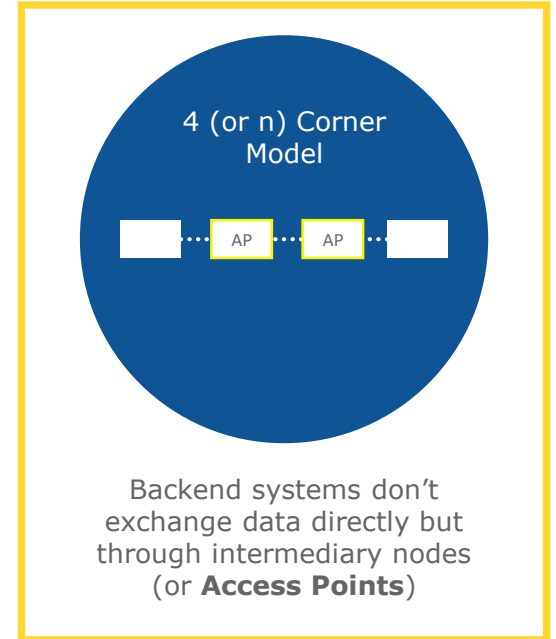 4 (or n) Corner
Model
AP
AP
Backend systems don’t
exchange data directly but
through intermediary nodes
(or Access Points)